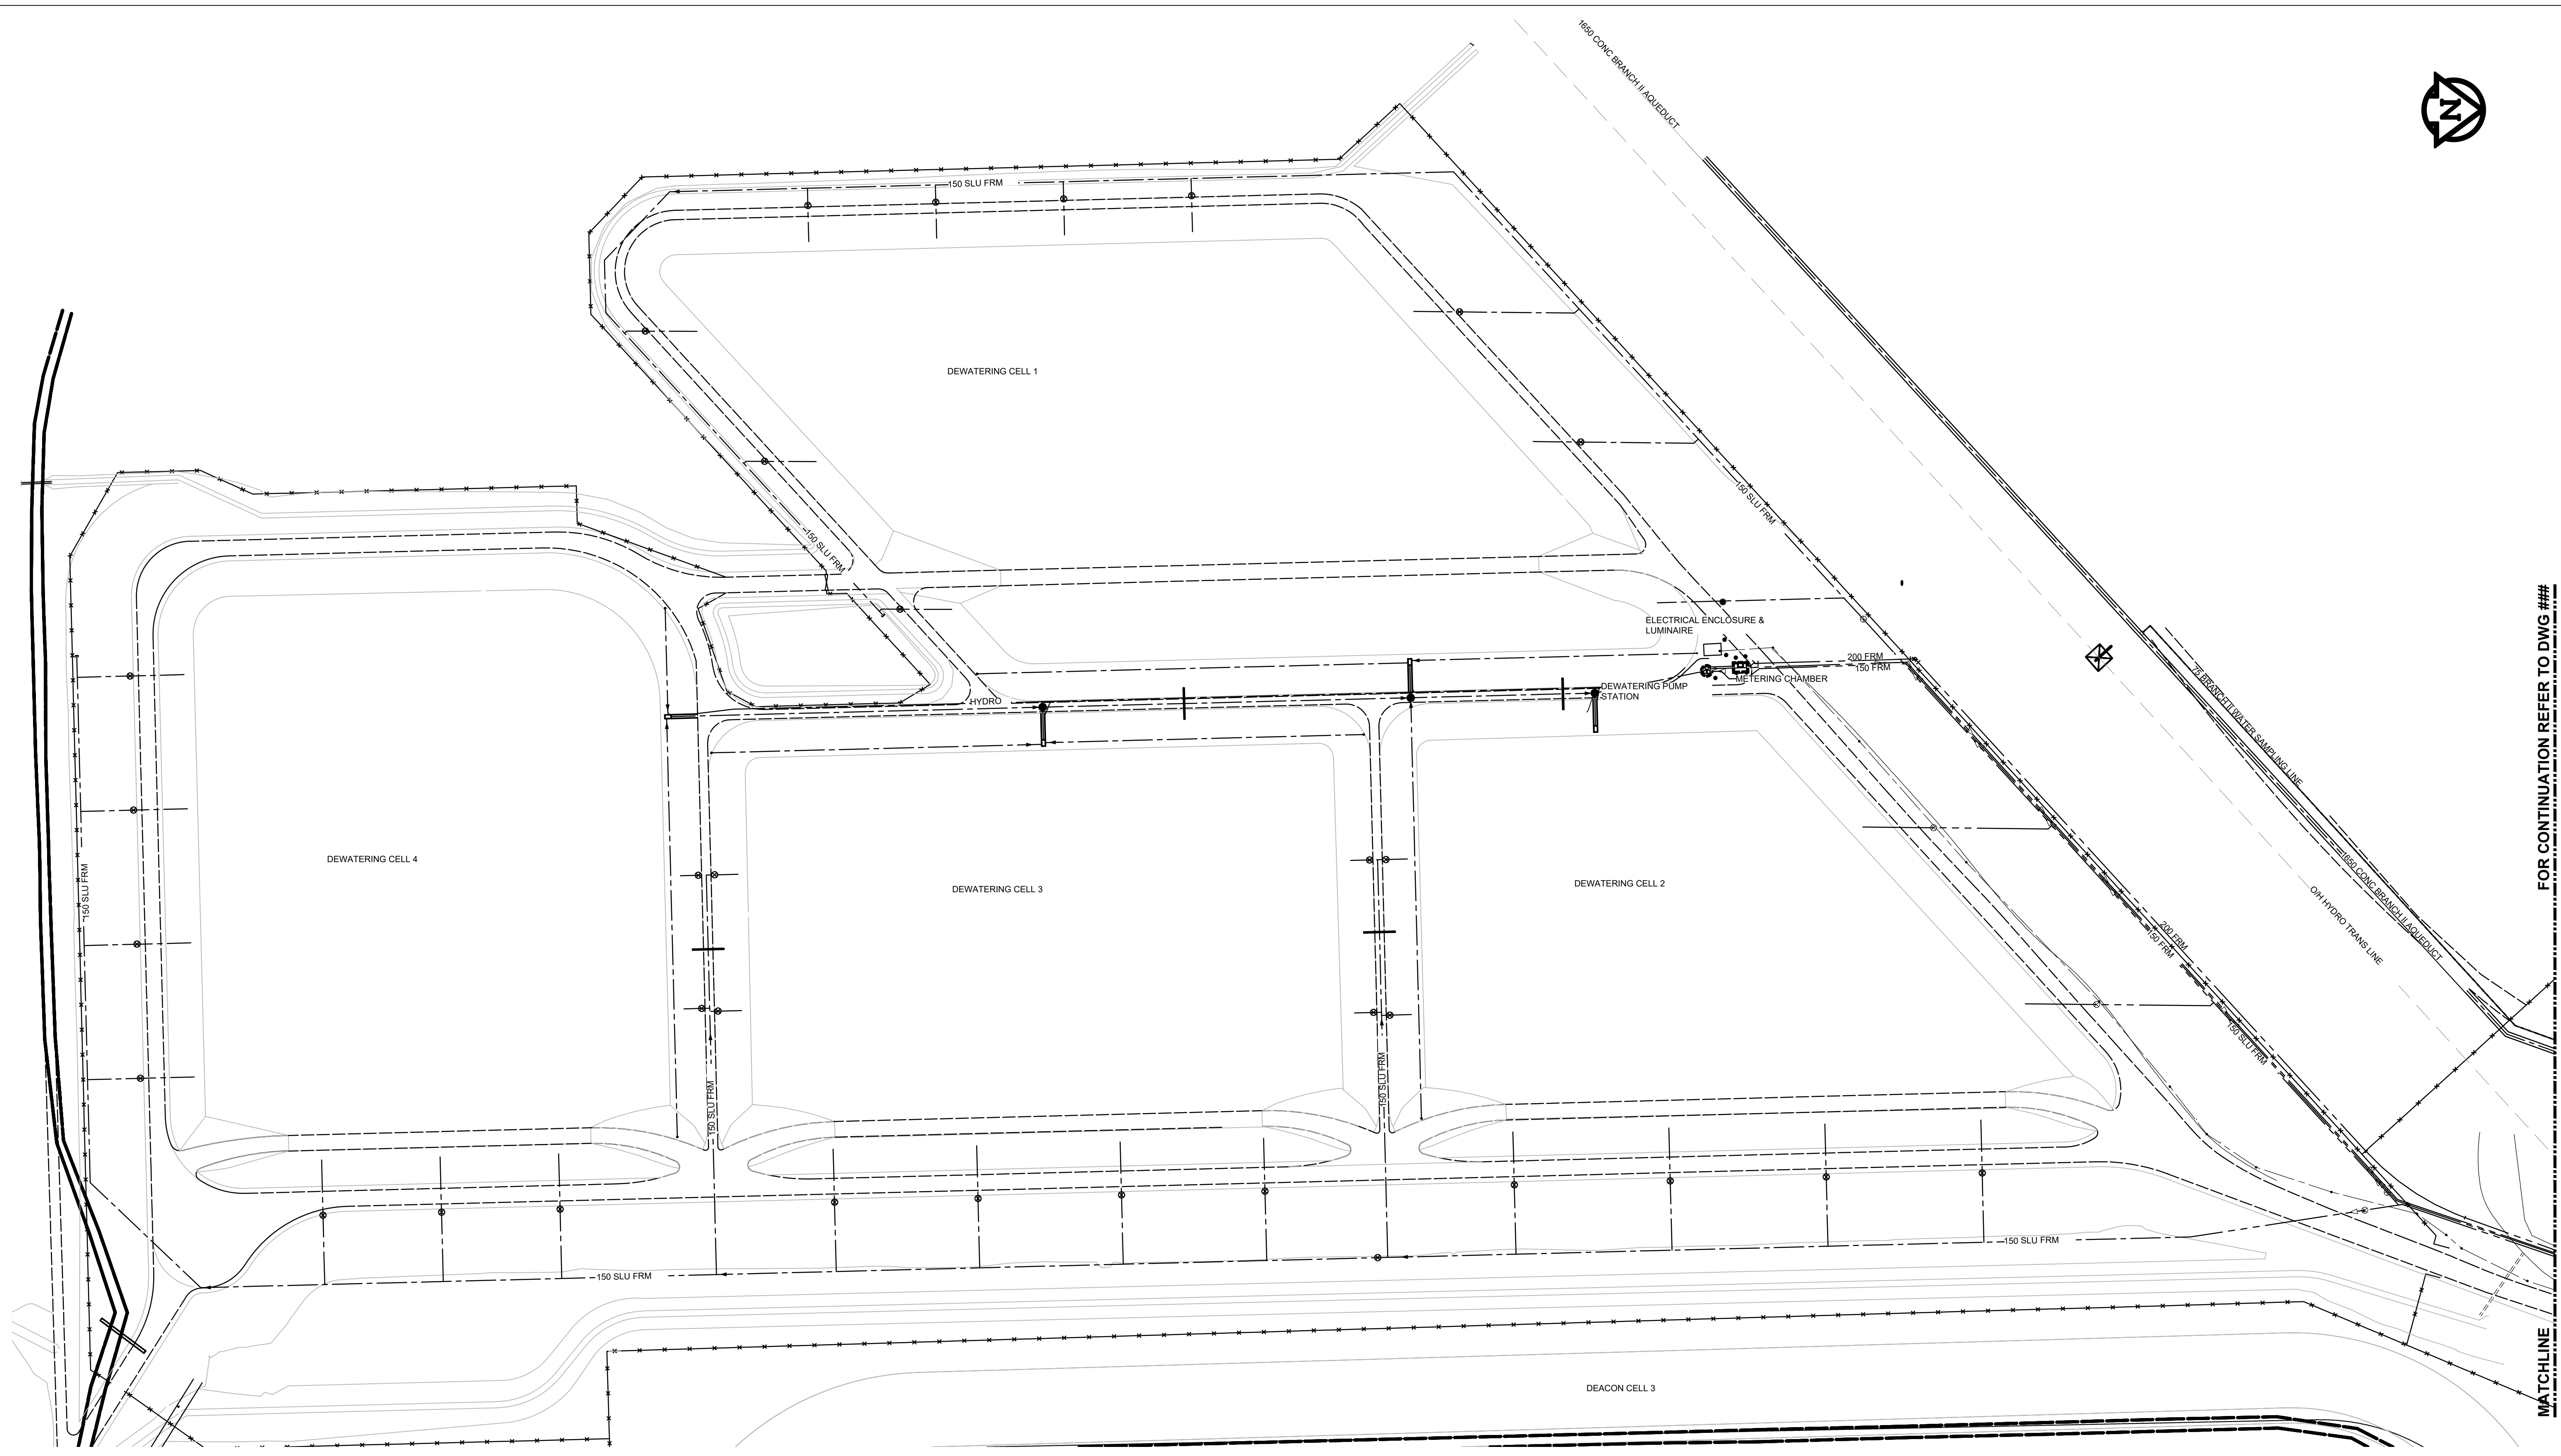 1650 CONC BRANCH II AQUEDUCT
N
150 SLU FRM
DEWATERING CELL 1
150 SLU FRM
150 SLU FRM
ELECTRICAL ENCLOSURE &
LUMINAIRE
200 FRM
150 FRM
METERING CHAMBER
DEWATERING PUMP
STATION
HYDRO
75 BRANCH II WATER SAMPLING LINE
FOR CONTINUATION REFER TO DWG ###
DEWATERING CELL 4
DEWATERING CELL 3
DEWATERING CELL 2
150 SLU FRM
1650 CONC BRANCH II AQUEDUCT
O/H HYDRO TRANS LINE
200 FRM
150 FRM
150 SLU FRM
150 SLU FRM
150 SLU FRM
150 SLU FRM
150 SLU FRM
MATCHLINE
DEACON CELL 3